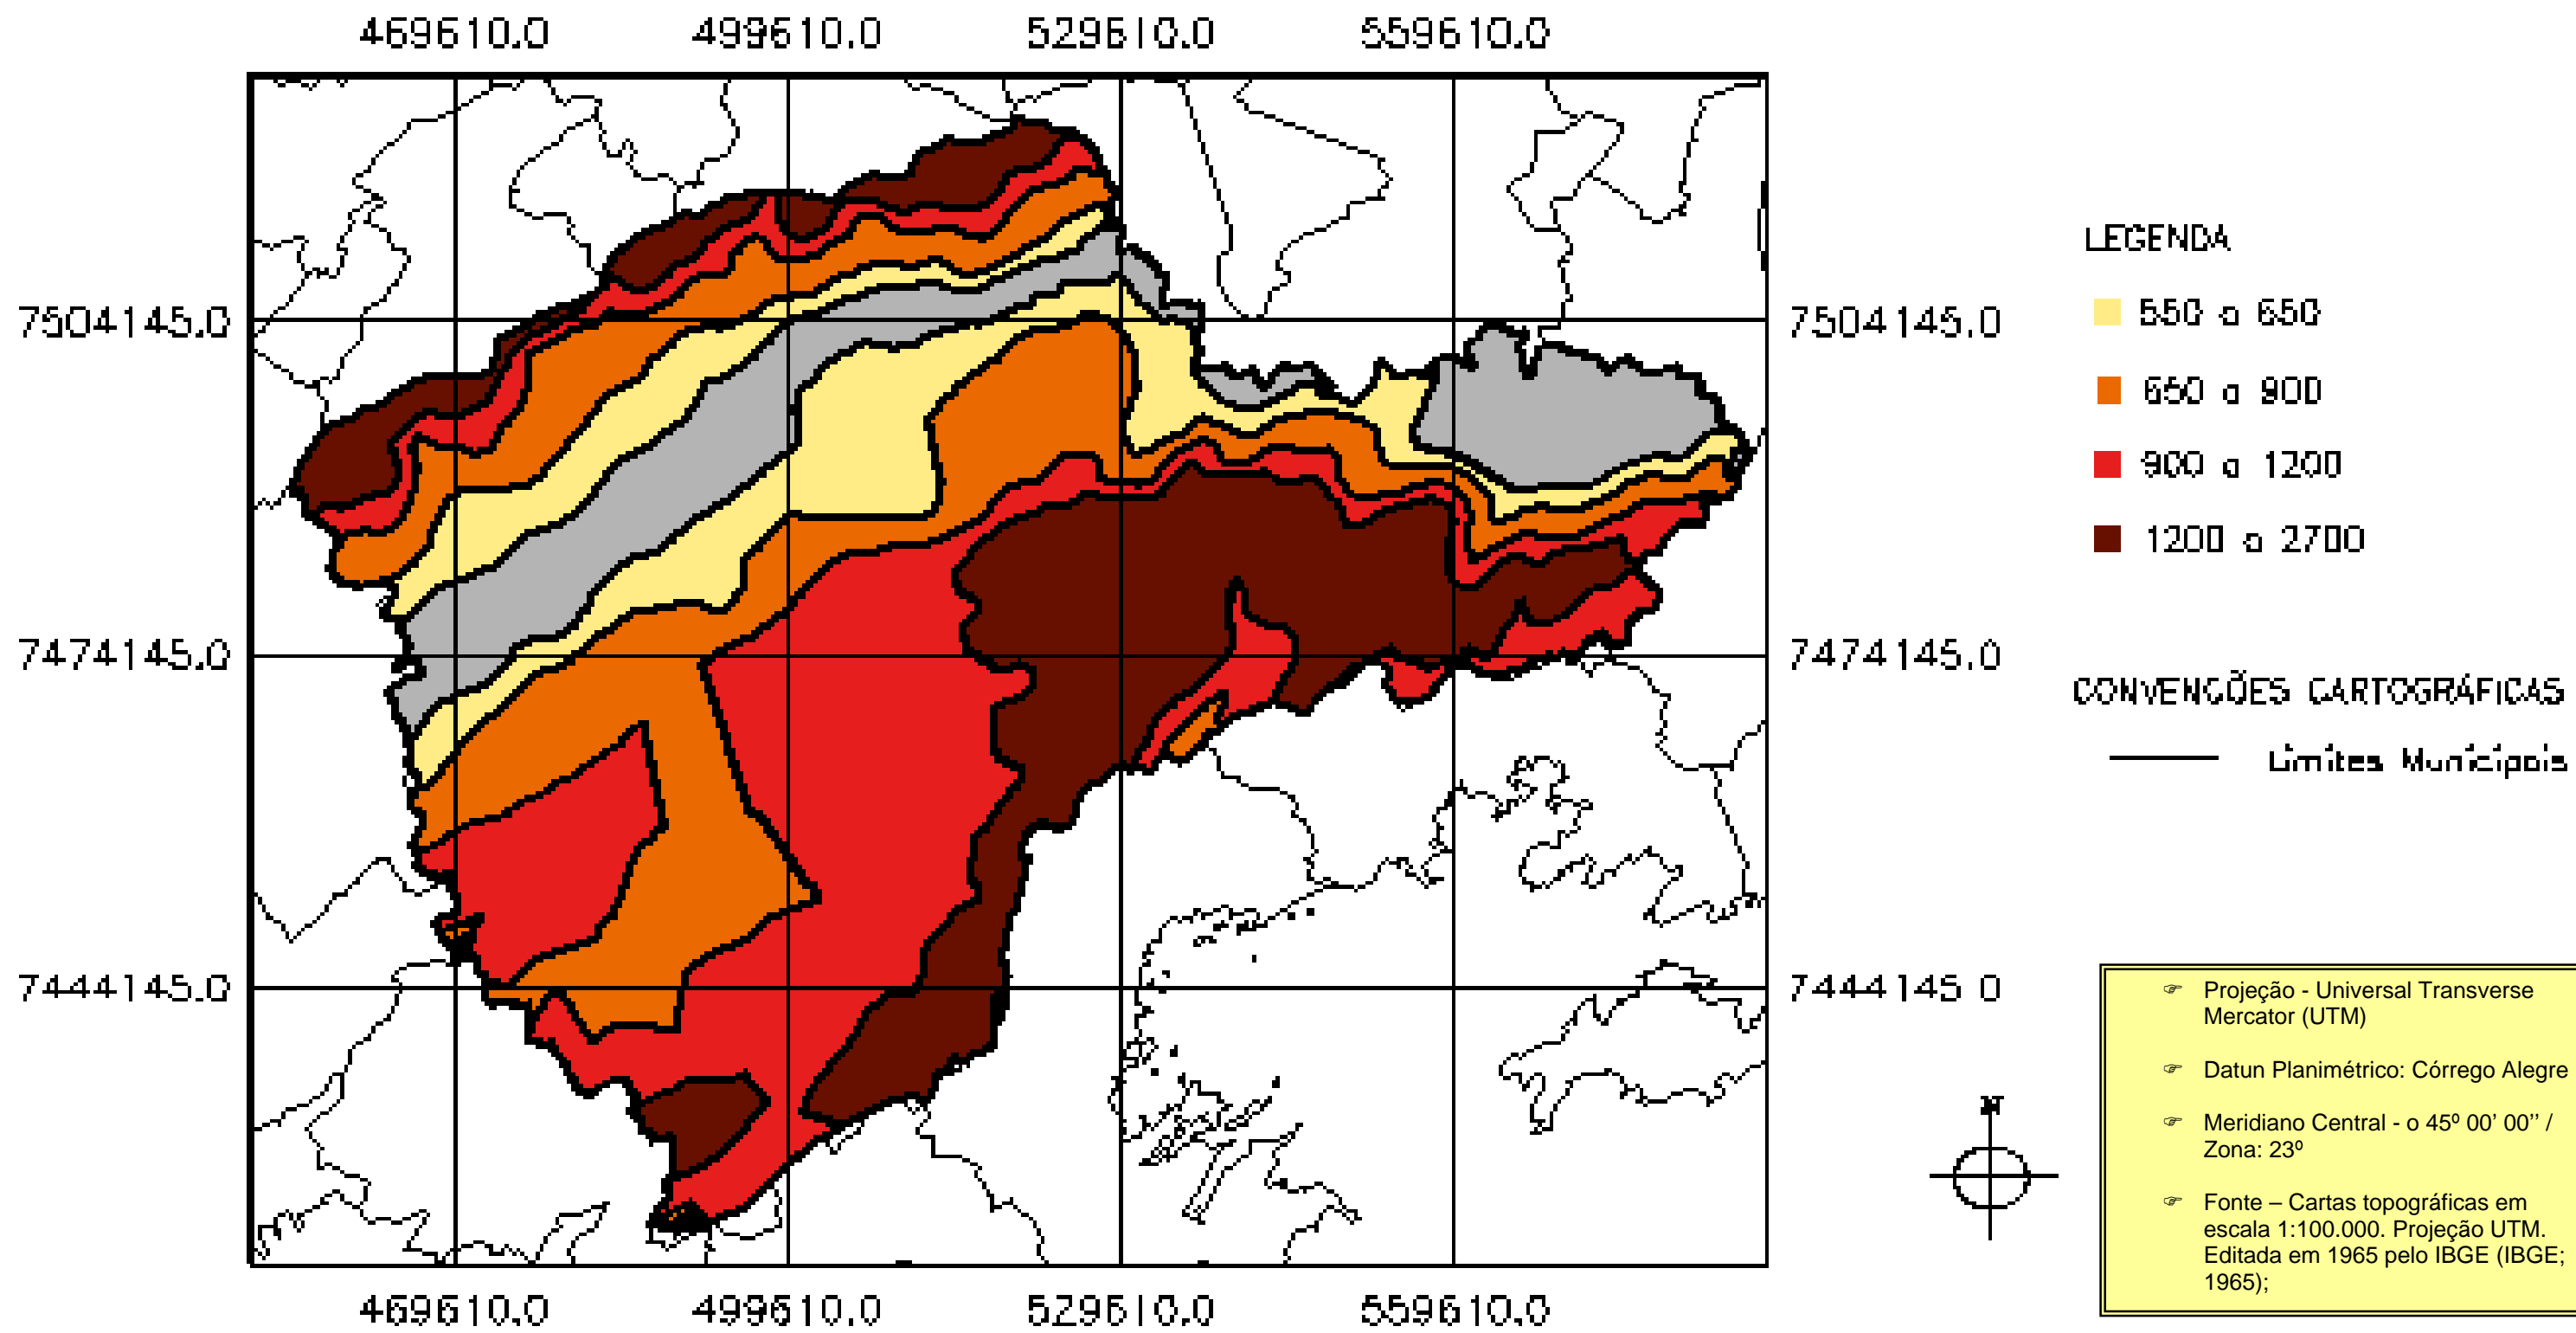 469610.0 499610.0 529610.0 559610.0
7504145.0 7504145.0
7474145.0 7474145.0
7444145.0 7444145 0
469610.0 499610.0 529610.0 559610.0
LEGENDA
550 a 650
650 a 900
900 a 1200
1200 a 2700
CONVENÇÕES CARTOGRÁFICAS
Limites Municipais
N
☞ Projeção - Universal Transverse
Mercator (UTM)
☞ Datun Planimétrico: Córrego Alegre
☞ Meridiano Central - o 45º 00’ 00’’ /
Zona: 23º
☞ Fonte – Cartas topográficas em
escala 1:100.000. Projeção UTM.
Editada em 1965 pelo IBGE (IBGE;
1965);